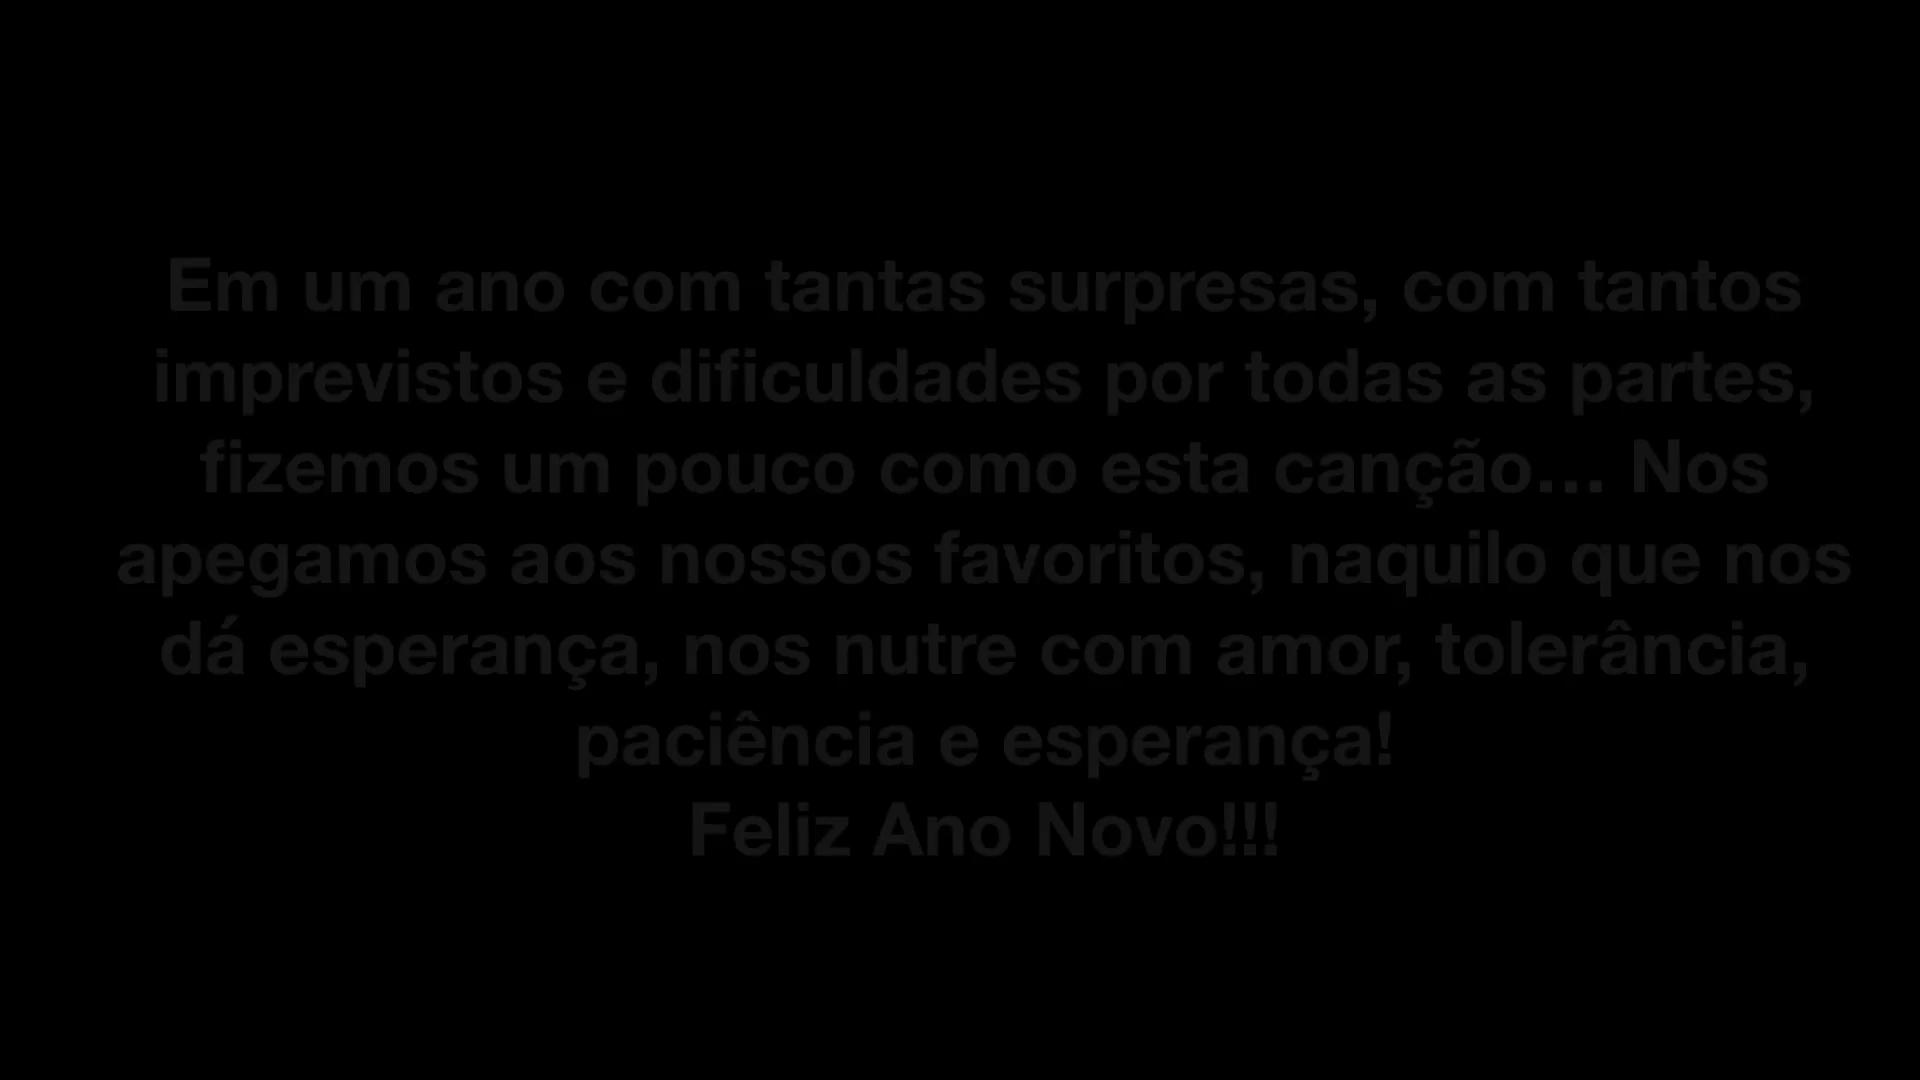 Em um ano com tantas surpresas, com tantos
imprevistos e dificuldades por todas as partes,
fizemos um pouco como esta canção… Nos
apegamos aos nossos favoritos, naquilo que nos
dá esperança, nos nutre com amor, tolerância,
paciência e esperança!
Feliz Ano Novo!!!